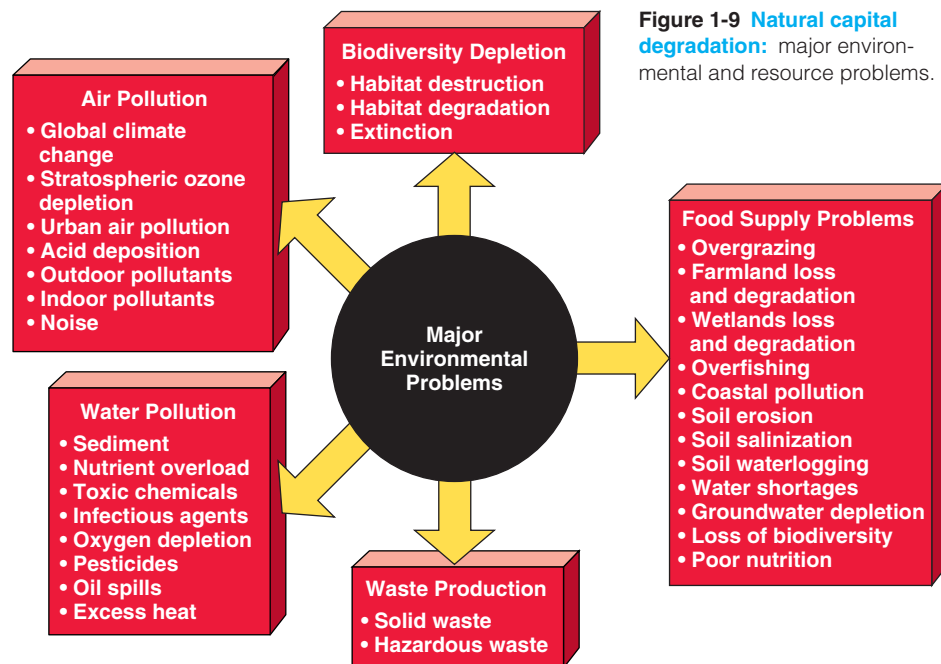 Figure 1-9 Natural capital
degradation: major environ-
mental and resource problems.
Biodiversity Depletion
• Habitat destruction
• Habitat degradation
• Extinction
Air Pollution
• Global climate
change
• Stratospheric ozone
depletion
• Urban air pollution
• Acid deposition
• Outdoor pollutants
• Indoor pollutants
• Noise
Food Supply Problems
• Overgrazing
• Farmland loss
and degradation
• Wetlands loss
and degradation
• Overfishing
• Coastal pollution
• Soil erosion
• Soil salinization
• Soil waterlogging
• Water shortages
• Groundwater depletion
• Loss of biodiversity
• Poor nutrition
Major
Environmental
Problems
Water Pollution
• Sediment
• Nutrient overload
• Toxic chemicals
• Infectious agents
• Oxygen depletion
• Pesticides
• Oil spills
• Excess heat
Waste Production
• Solid waste
• Hazardous waste